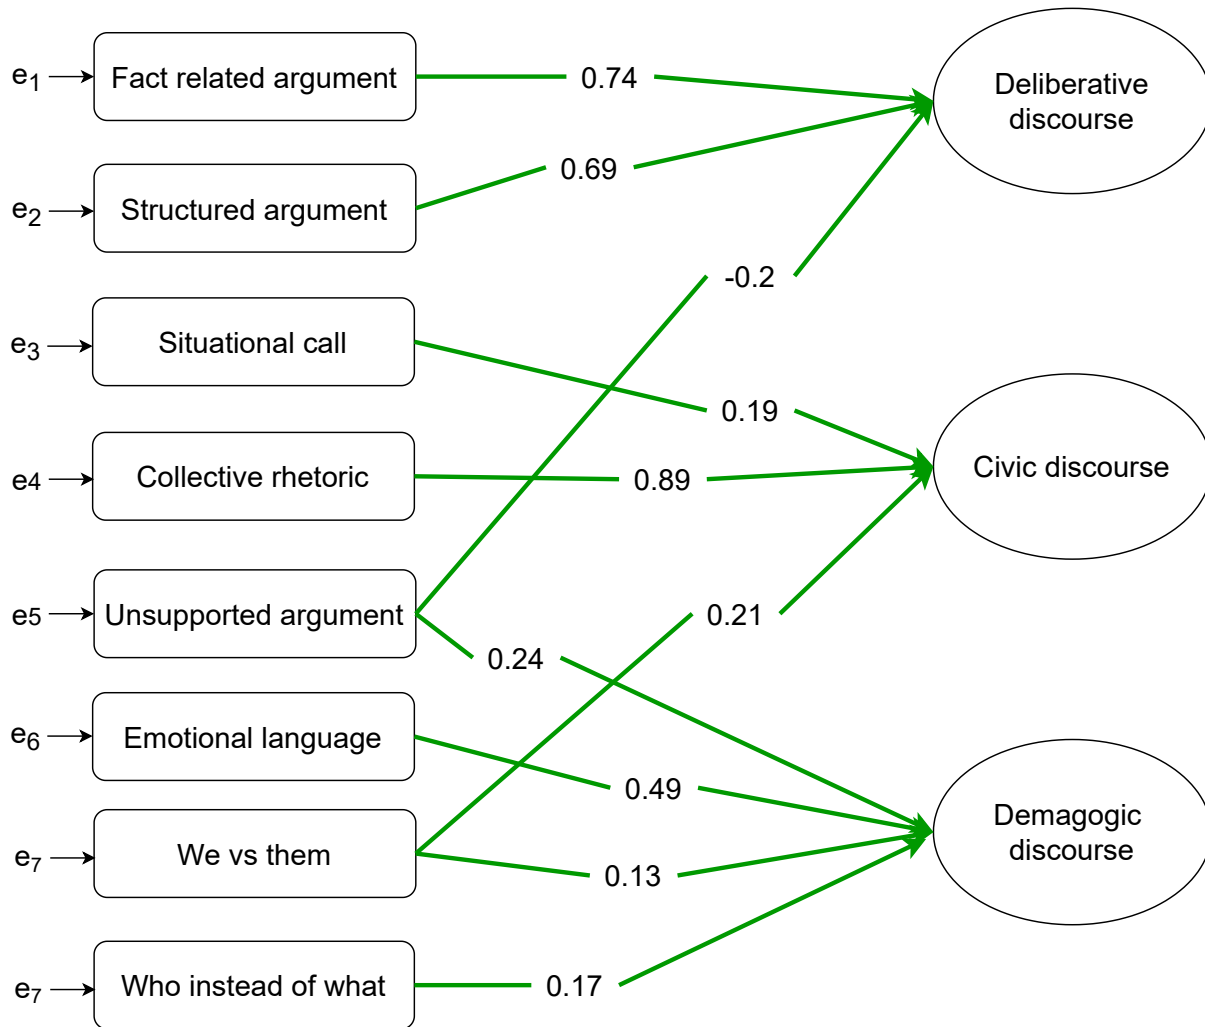 e1
Fact related argument
0.74
Deliberative
discourse
e2
Structured argument
0.69
-0.2
e3
Situational call
0.19
Civic discourse
e4
Collective rhetoric
0.89
e5
Unsupported argument
0.21
0.24
e6
Emotional language
0.49
Demagogic
discourse
e7
We vs them
0.13
e7
Who instead of what
0.17